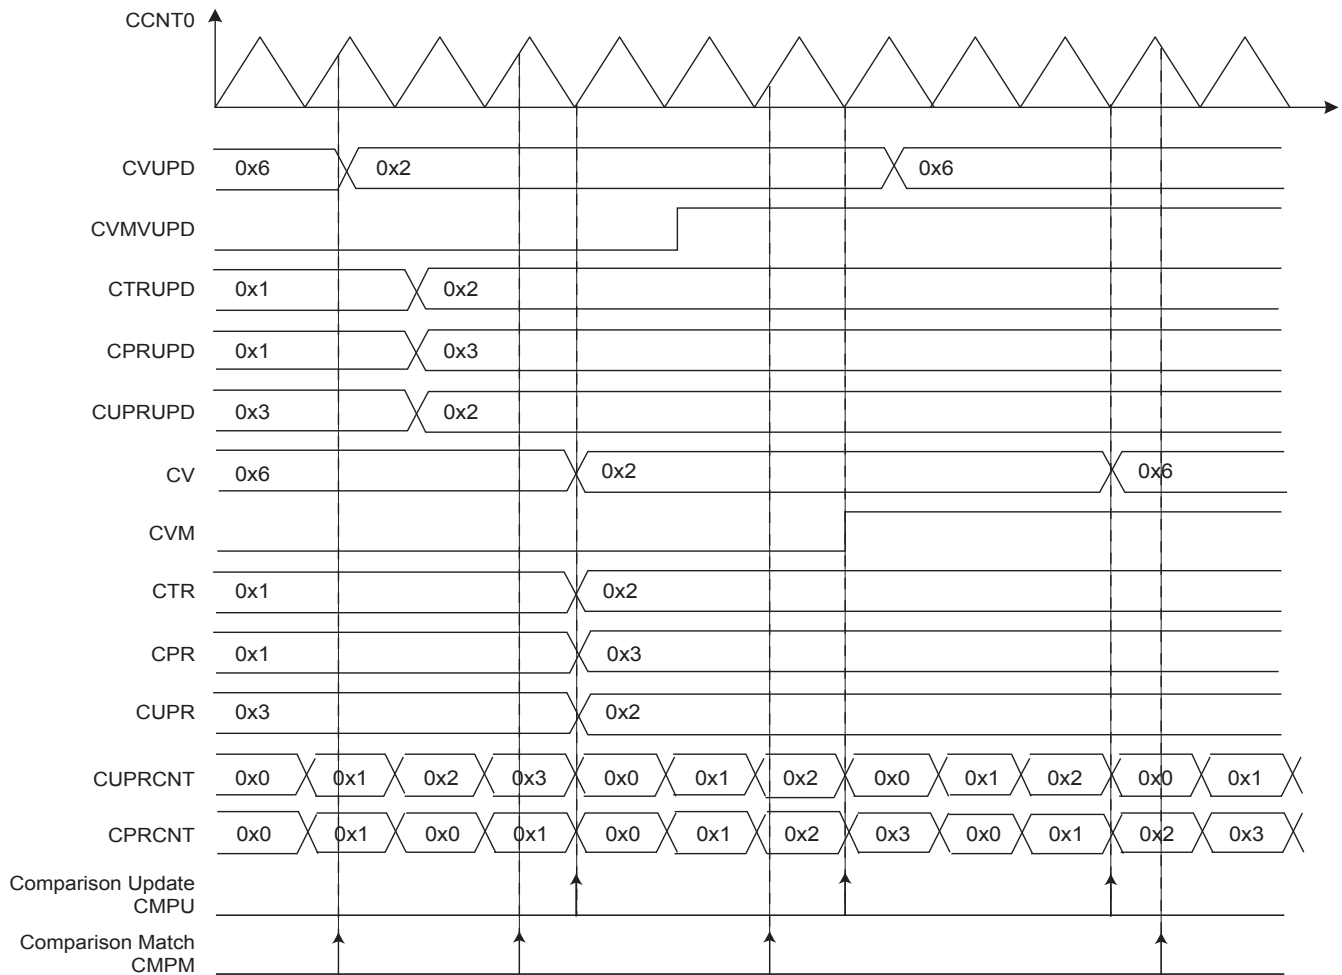 CCNT0
CVUPD 0x6 0x2 0x6
CVMVUPD
CTRUPD 0x1 0x2
CPRUPD 0x1 0x3
CUPRUPD 0x3 0x2
CV 0x6 0x2 0x6
CVM
CTR 0x1 0x2
CPR 0x1 0x3
CUPR 0x3 0x2
CUPRCNT 0x0 0x1 0x2 0x3 0x0 0x1 0x2 0x0 0x1 0x2 0x0 0x1
CPRCNT 0x0 0x1 0x0 0x1 0x0 0x1 0x2 0x3 0x0 0x1 0x2 0x3
Comparison Update
CMPU
Comparison Match
CMPM